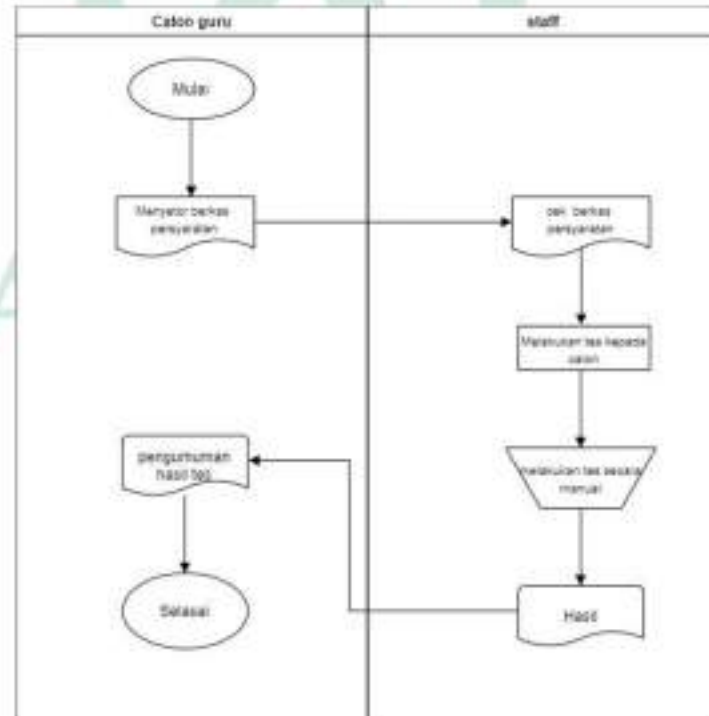 Calon guru
staff
Mulai
Menyetor berkas
persyaratan
cek berkas
persyaratan
Melakukan tes kepada
calon
melakukan tes secara
manual
Hasil
pengumuman
hasil tes
Selesai